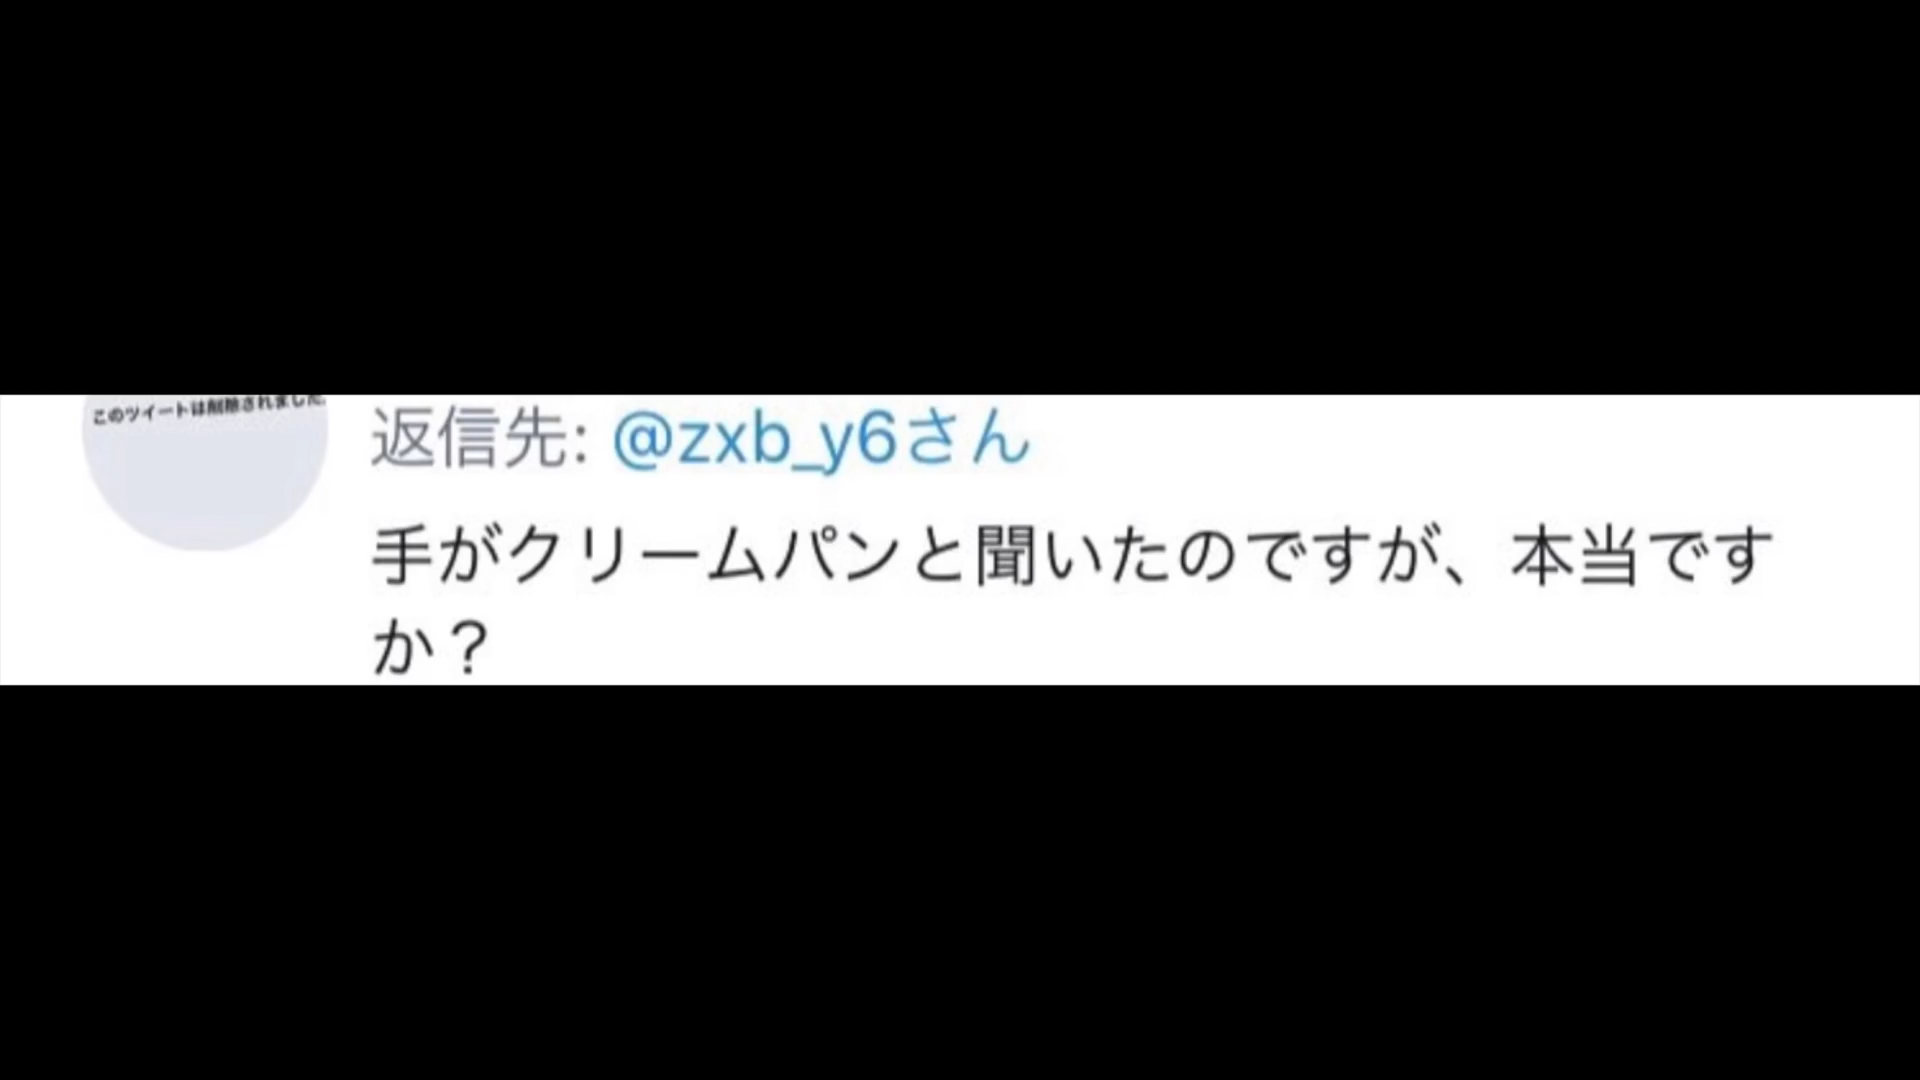 このツイートは削除されました
返信先: @zxb_y6さん
手がクリームパンと聞いたのですが、本当です
か？